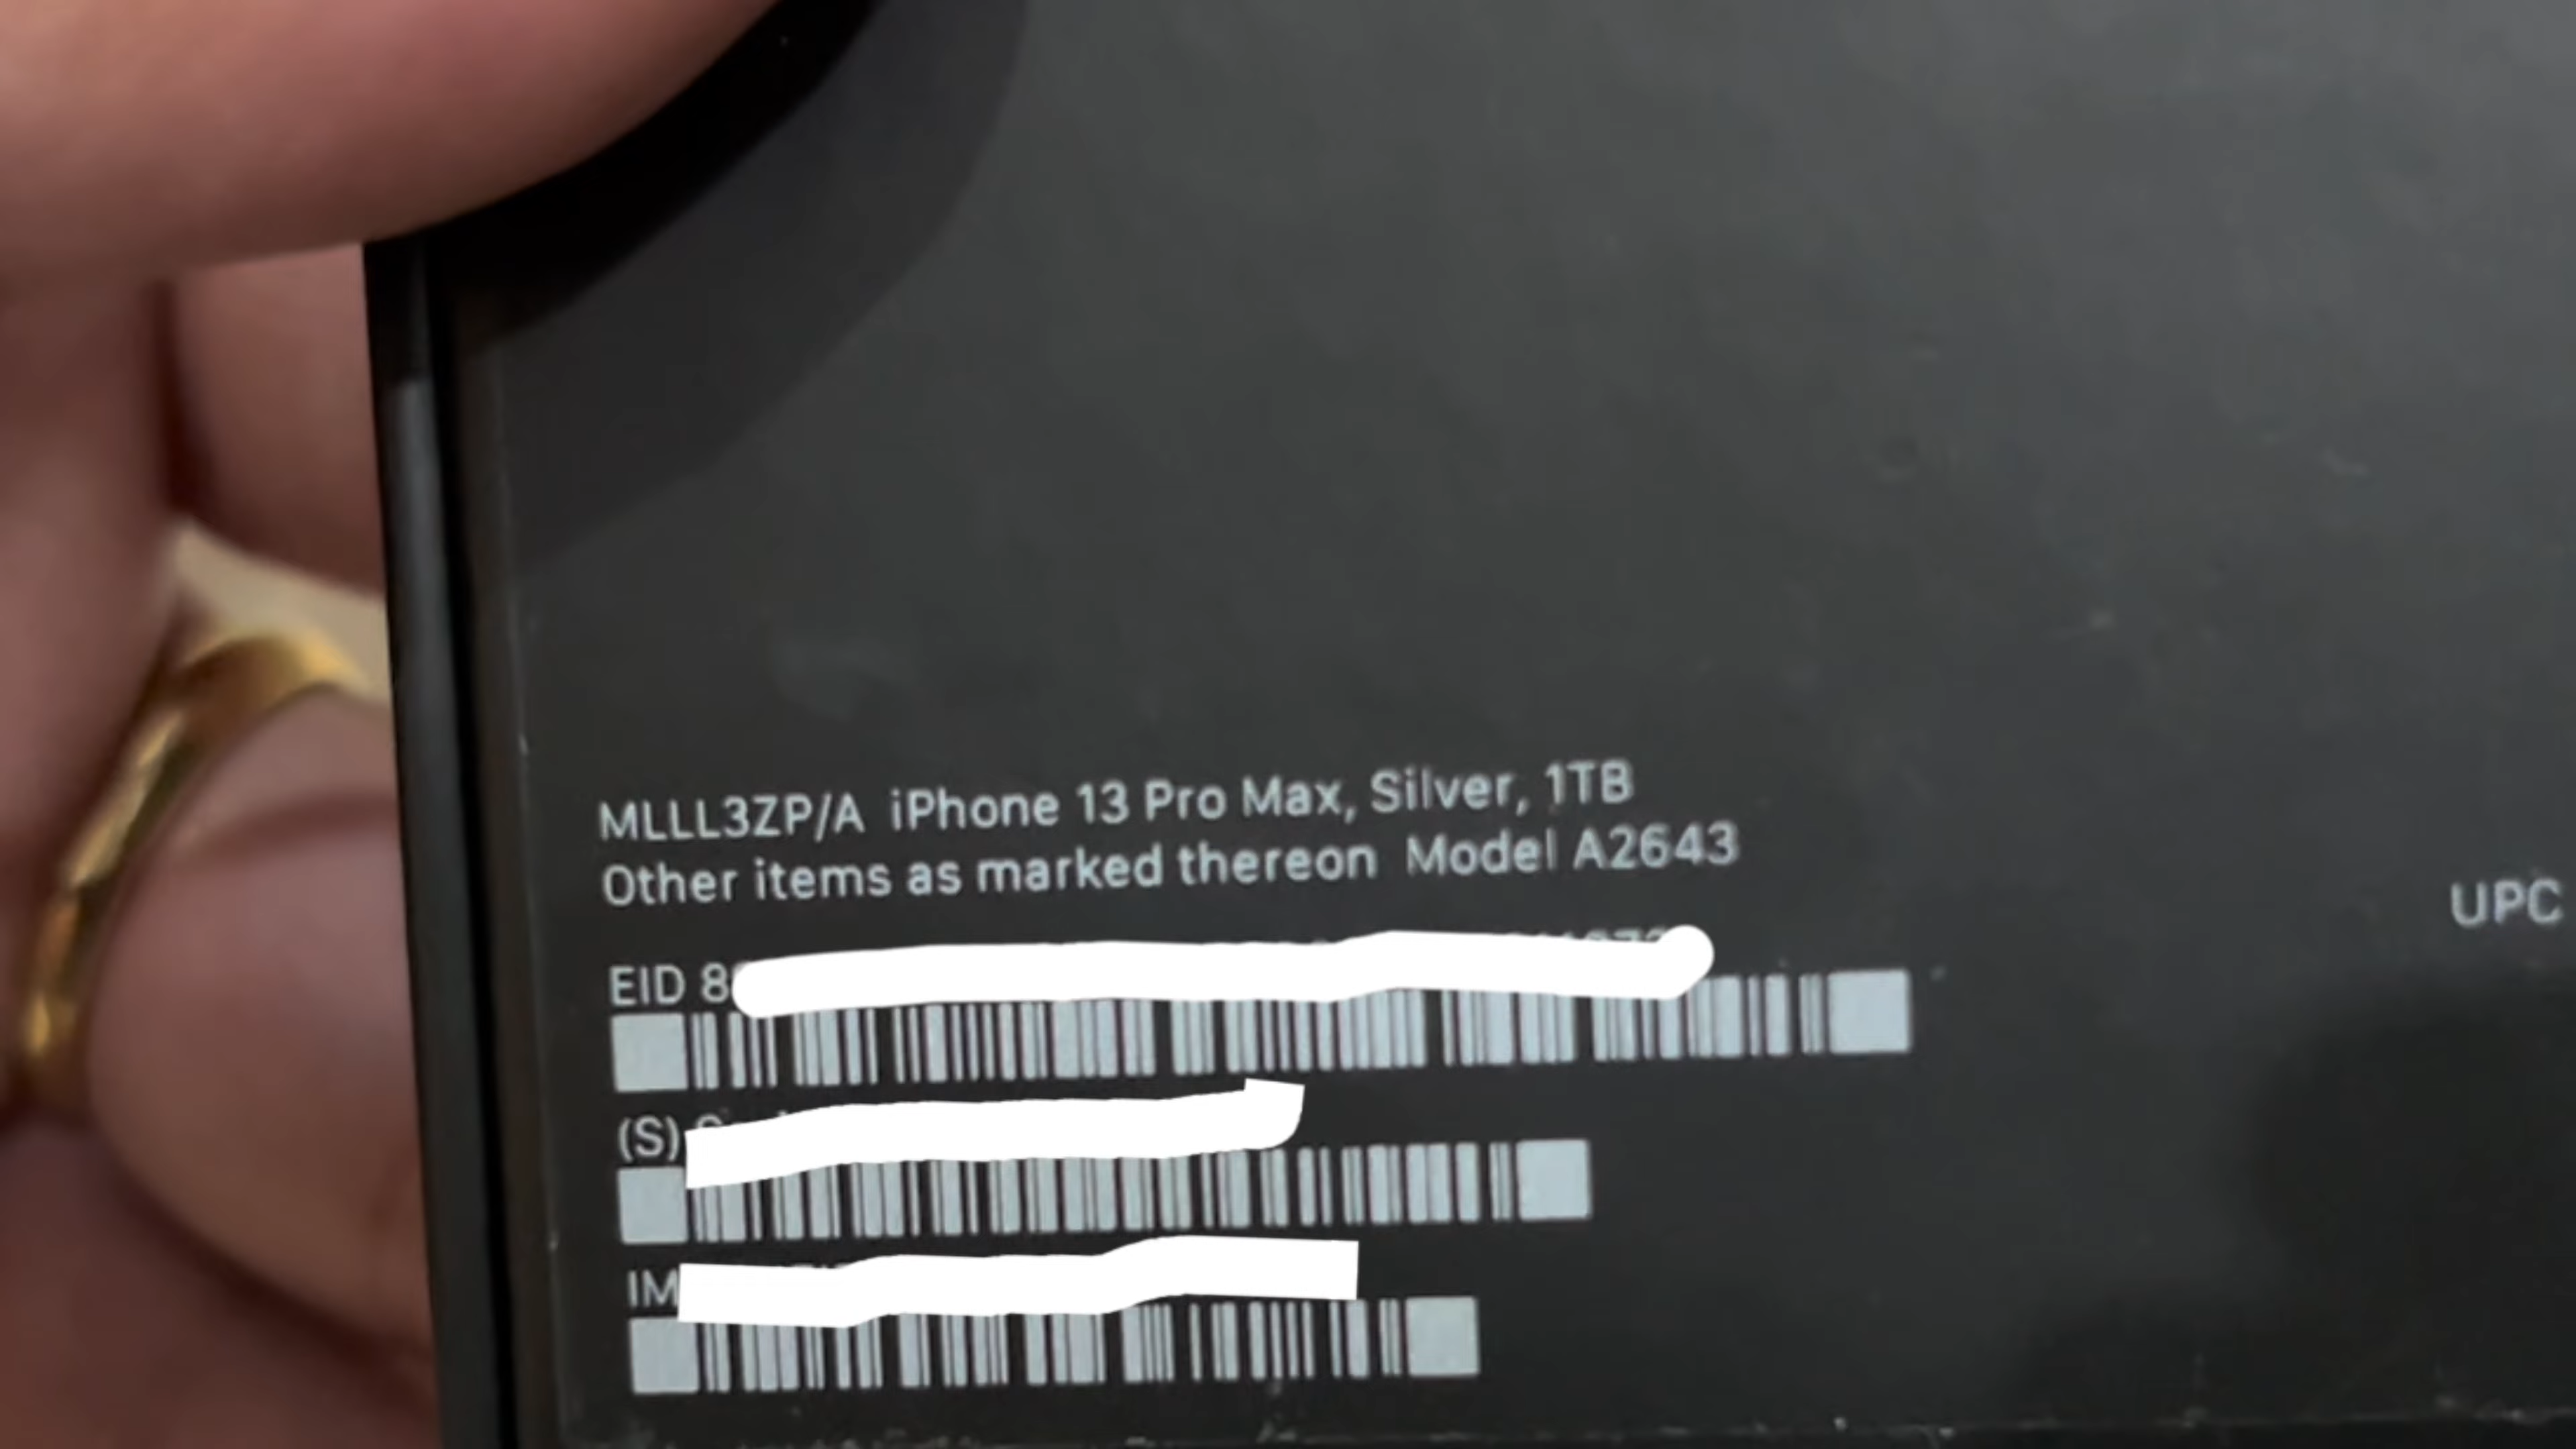 MLLL3ZP/A iPhone 13 Pro Max, Silver, 1TB
Other items as marked thereon Model A2643
UPC
EID 8
(S)
IM